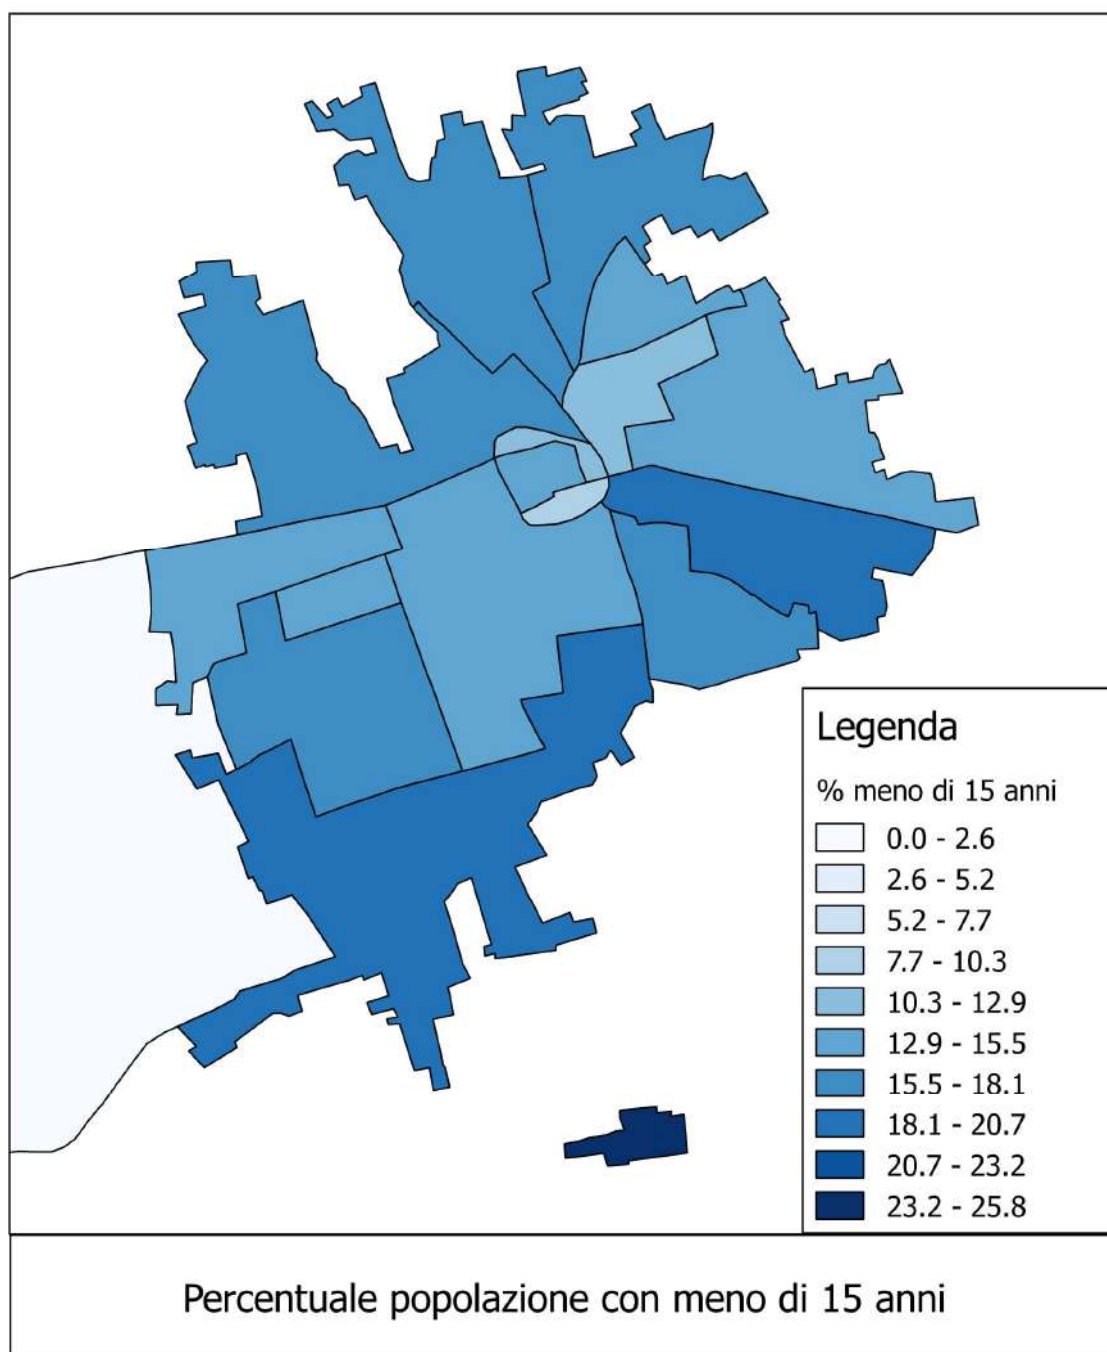 Legenda
% meno di 15 anni
0.0 - 2.6
2.6 - 5.2
5.2 - 7.7
7.7 - 10.3
10.3 - 12.9
12.9 - 15.5
15.5 - 18.1
18.1 - 20.7
20.7 - 23.2
23.2 - 25.8
Percentuale popolazione con meno di 15 anni